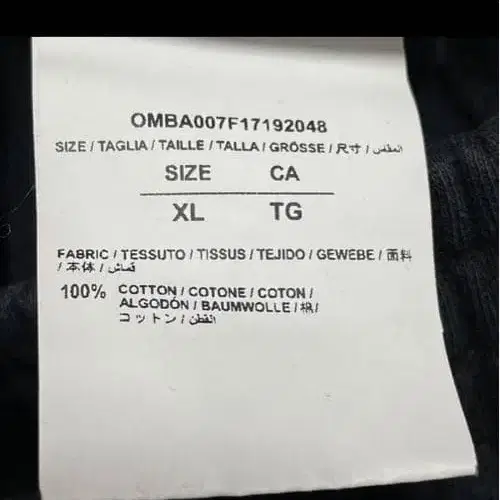 OMBA007F17192048
SIZE / TAGLIA / TAILLE / TALLA / GRÖSSE / 尺寸 / المقاس
SIZE CA
XL TG
FABRIC / TESSUTO / TISSUS / TEJIDO / GEWEBE / 面料
/ 本体 / قماش
100% COTTON / COTONE / COTON /
ALGODÓN / BAUMWOLLE / 棉/
コットン / القطن